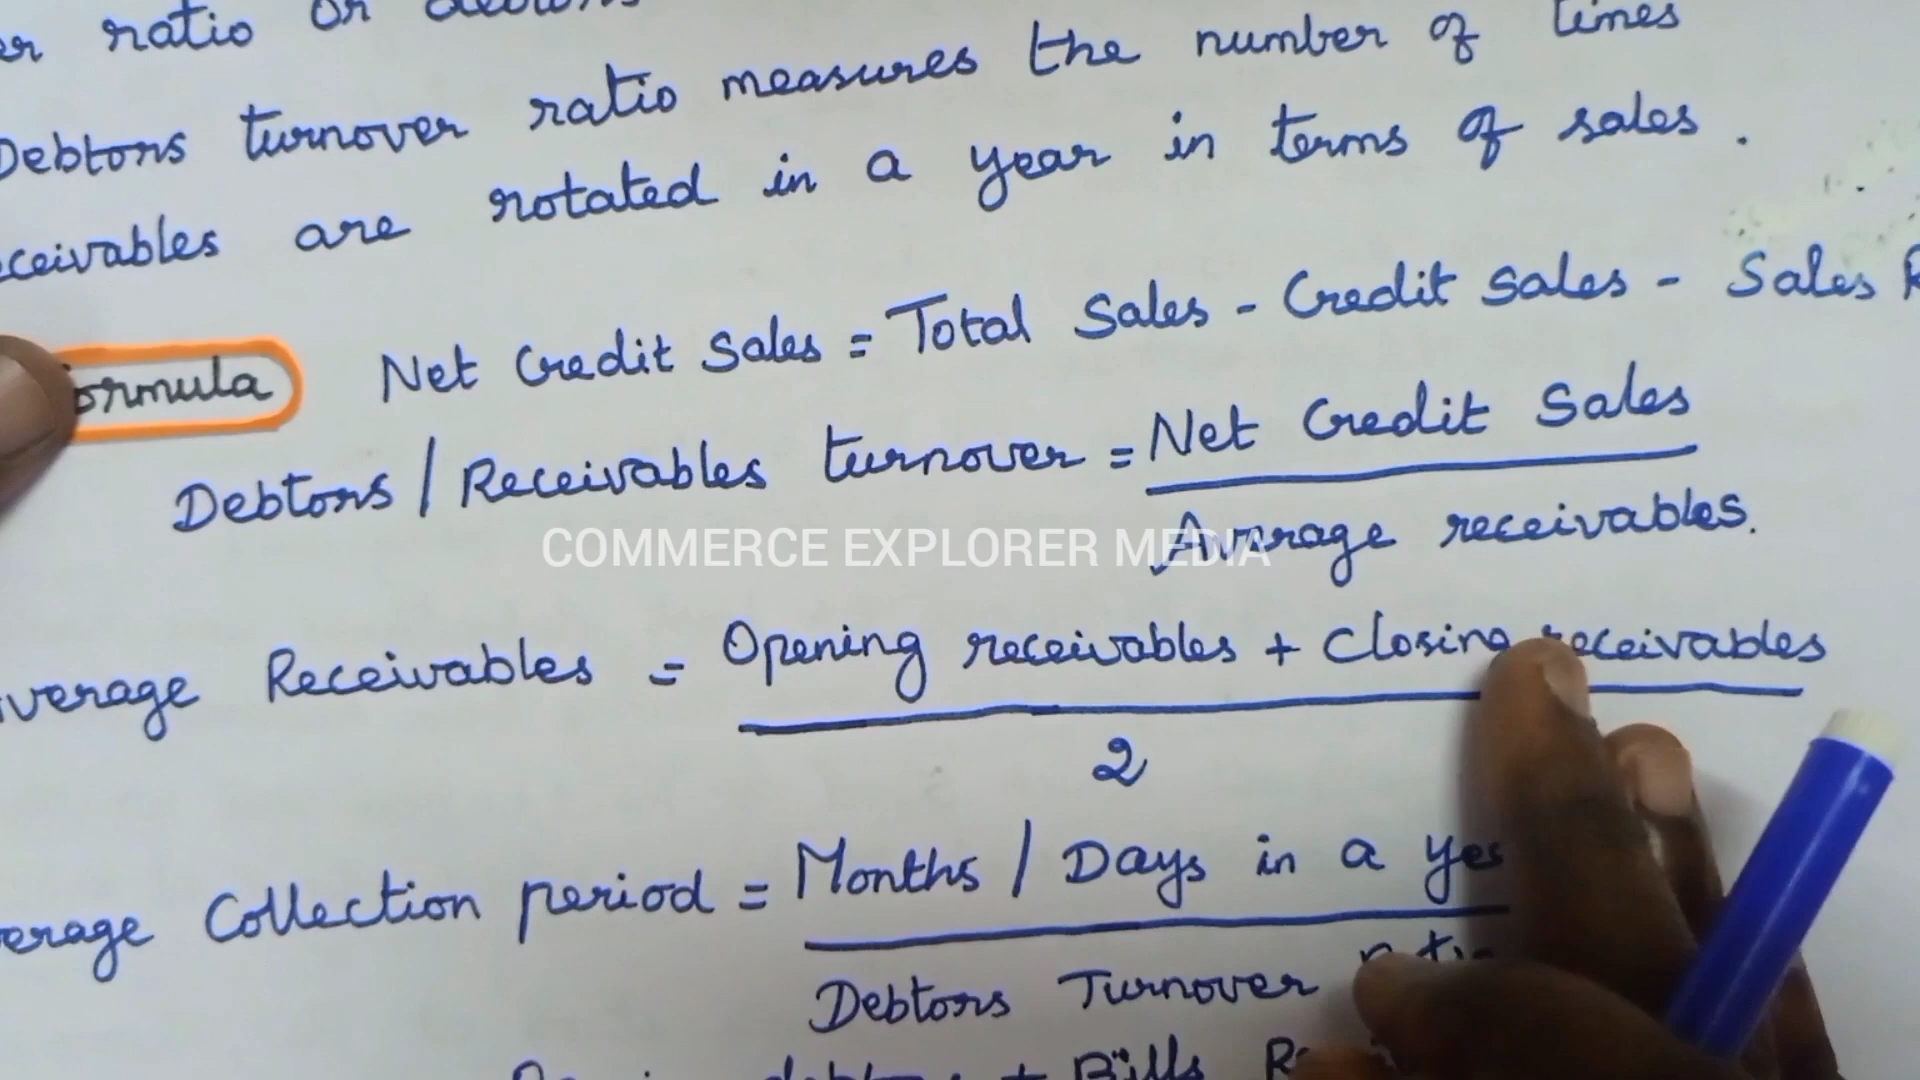 ratio or
Debtors turnover ratio measures the number of times
receivables are rotated in a year in terms of sales.
Formula Net Credit Sales = Total Sales - Credit Sales - Sales
Debtors / Receivables turnover = Net Credit Sales
Average receivables.
COMMERCE EXPLORER MEDIA
Average Receivables = Opening receivables + Closing receivables
2
Average Collection period = Months / Days in a
Debtors Turnover ratio
+ Bills